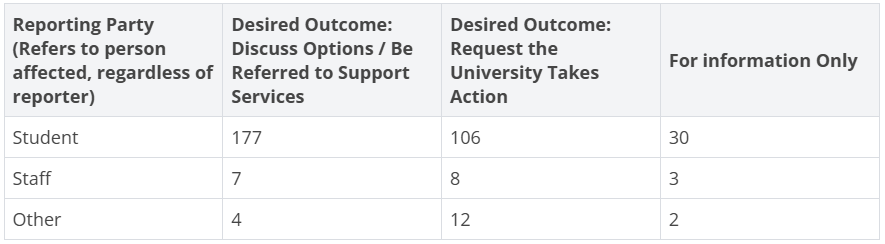 Reporting Party
(Refers to person
affected, regardless of
reporter)
Desired Outcome:
Discuss Options / Be
Referred to Support
Services
Desired Outcome:
Request the
University Takes
Action
For information Only
Student 177 106 30
Staff 7 8 3
Other 4 12 2